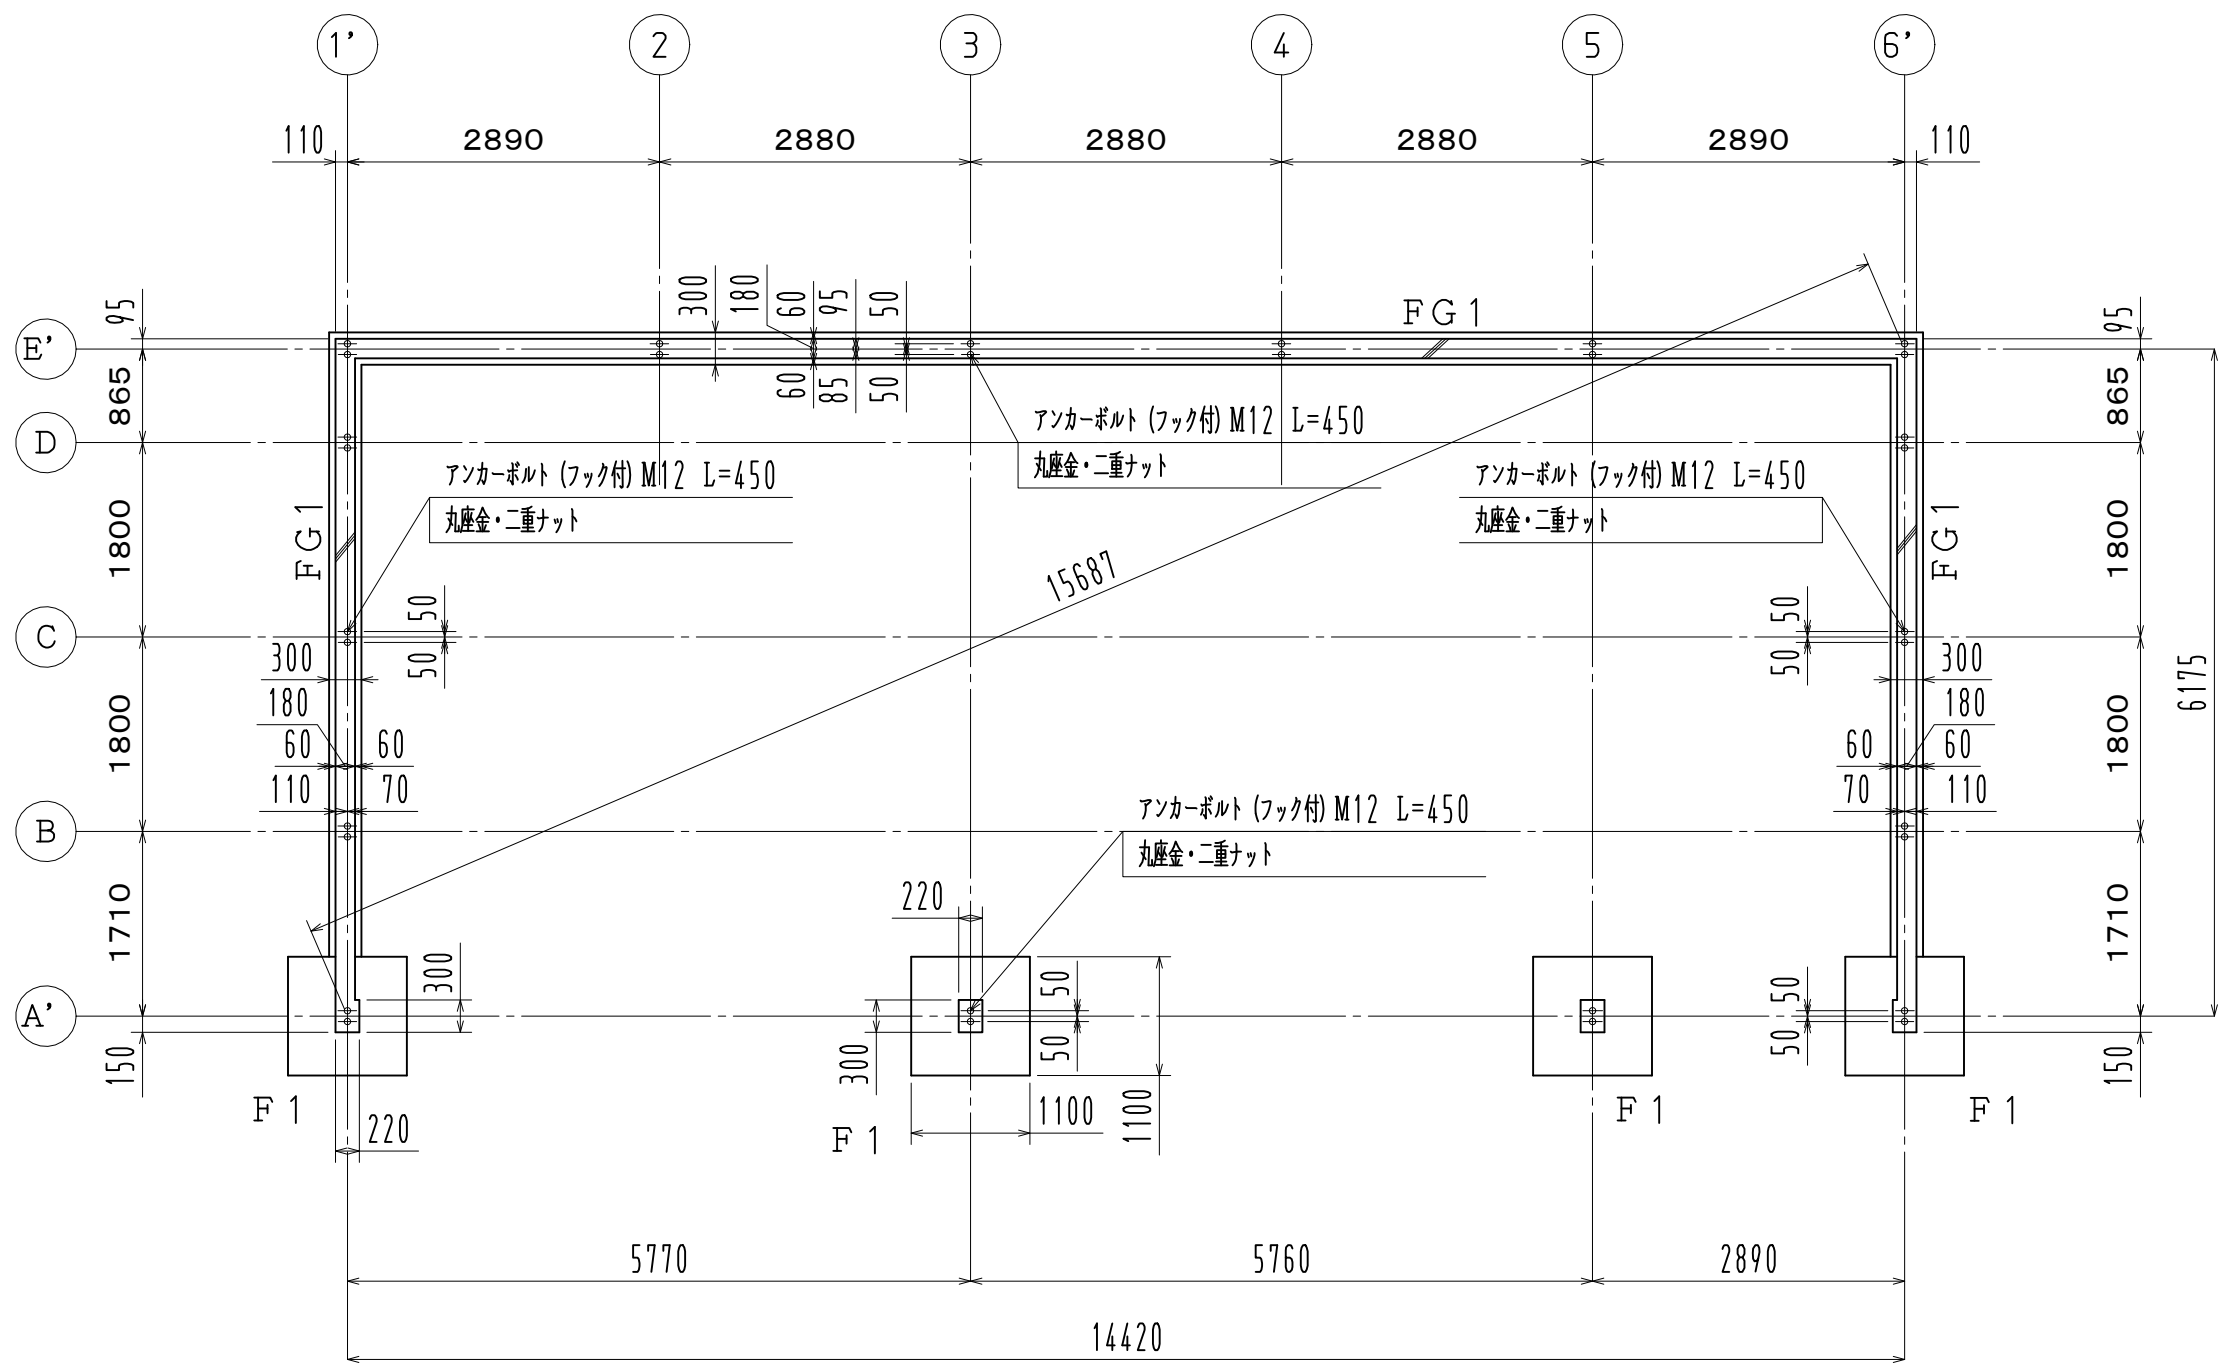 1’ 2 3 4 5 6’
110 2890 2880 2880 2880 2890 110
95 300 180 60 95 50 FG1 95
E’
60 85 50
865 865
アンカーボルト (フック付) M12 L=450
丸座金・二重ナット
D
アンカーボルト (フック付) M12 L=450
丸座金・二重ナット
アンカーボルト (フック付) M12 L=450
丸座金・二重ナット
1800 FG1 FG1 1800
15687
50 50
C
50 50
300 300
6175
180 180
1800 1800
60 60 60 60
110 70 70 110
アンカーボルト (フック付) M12 L=450
丸座金・二重ナット
B
220
1710 1710
300 50 50
A’
150 300 50 50 150
F1 1100 1100 F1 F1
220 F1
5770 5760 2890
14420